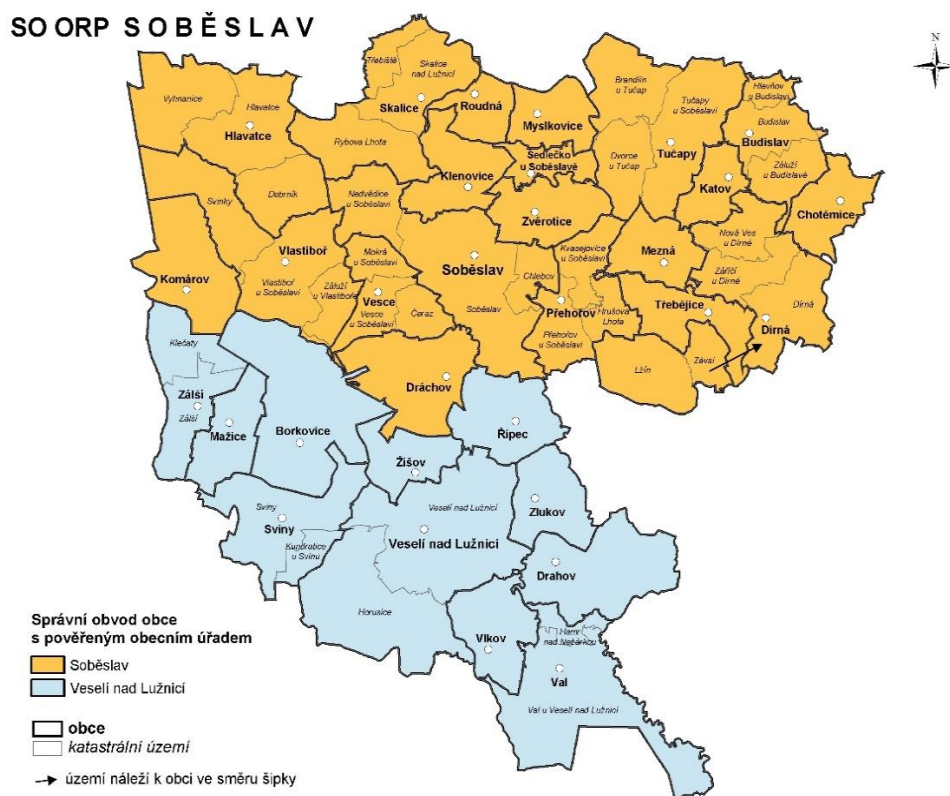 SO ORP SOBĚSLAV
N
Třebiště
Skalice
nad Lužnicí
Skalice
Roudná
Myslkovice
Brandlín
u Tučap
Tučapy
u Soběslavi
Tučapy
Hlavňov
u Budislavi
Budislav
Budislav
Záluží
u Budislavě
Vyhnanice
Hlavatce
Hlavatce
Rybova Lhota
Klenovice
Sedlečko
u Soběslavě
Dvorce
u Tučap
Katov
Chotěmice
Svinky
Debrník
Nedvědice
u Soběslavi
Zvěrotice
Kvasejovice
u Soběslavi
Mezná
Nová Ves
u Dírné
Záříčí
u Dírné
Dírná
Dírná
Komárov
Vlastiboř
Vlastiboř
u Soběslavi
Záluží
u Vlastiboře
Mokrá
u Soběslavi
Vesce
Vesce
u Soběslavi
Čeraz
Soběslav
Soběslav
Chlebov
Přehořov
Přehořov
u Soběslavi
Hrušova
Lhota
Třebějice
Lžín
Závsí
Dráchov
Klečaty
Zálší
Zálší
Mažice
Borkovice
Žíšov
Řípec
Sviny
Sviny
Kundratice
u Svinů
Veselí nad Lužnicí
Veselí nad Lužnicí
Zlukov
Drahov
Horusice
Vlkov
Hamr
nad Nežárkou
Val
Val u Veselí nad Lužnicí
Správní obvod obce
s pověřeným obecním úřadem
Soběslav
Veselí nad Lužnicí
obce
katastrální území
území náleží k obci ve směru šipky